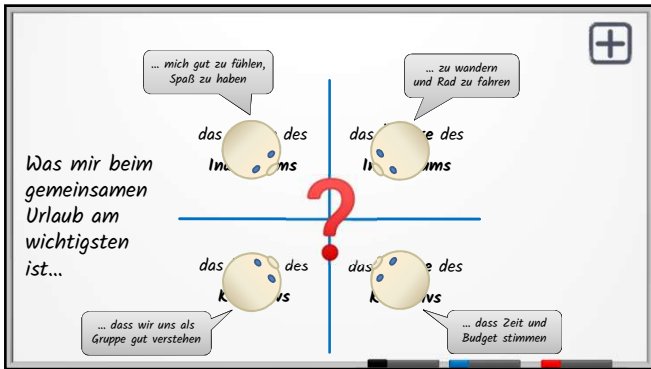 ... mich gut zu fühlen,
Spaß zu haben
... zu wandern
und Rad zu fahren
das des
das des
Was mir beim
gemeinsamen
Urlaub am
wichtigsten
ist...
?
das des
das des
... dass wir uns als
Gruppe gut verstehen
... dass Zeit und
Budget stimmen